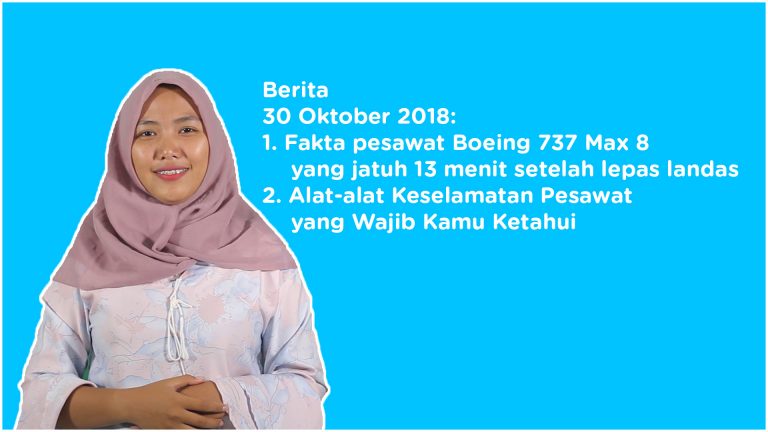 Berita
30 Oktober 2018:
1. Fakta pesawat Boeing 737 Max 8
yang jatuh 13 menit setelah lepas landas
2. Alat-alat Keselamatan Pesawat
yang Wajib Kamu Ketahui